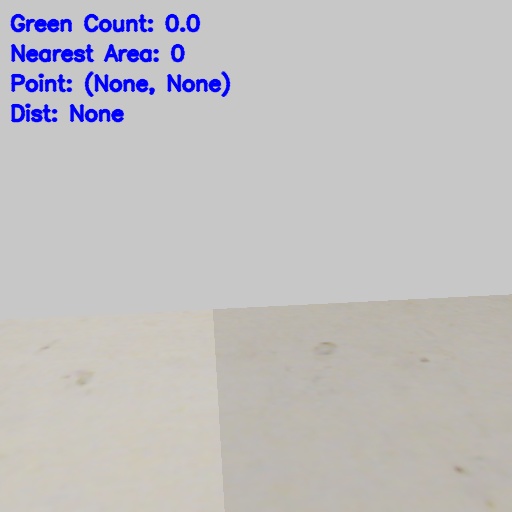 Green Count: 0.0
Nearest Area: 0
Point: (None, None)
Dist: None